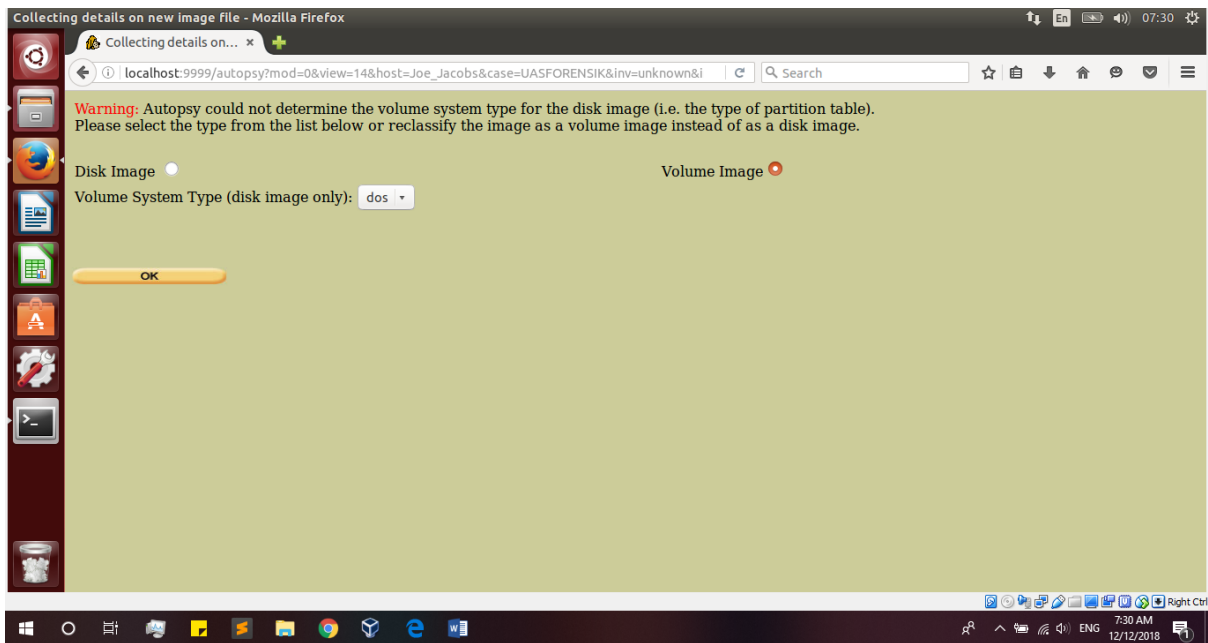 Collecting details on new image file - Mozilla Firefox
En
07:30
Collecting details on...
localhost:9999/autopsy?mod=0&view=14&host=Joe_Jacobs&case=UASFORENSIK&inv=unknown&i
Search
Warning: Autopsy could not determine the volume system type for the disk image (i.e. the type of partition table).
Please select the type from the list below or reclassify the image as a volume image instead of as a disk image.
Disk Image
Volume Image
Volume System Type (disk image only): dos
OK
Right Ctrl
ENG
7:30 AM
12/12/2018